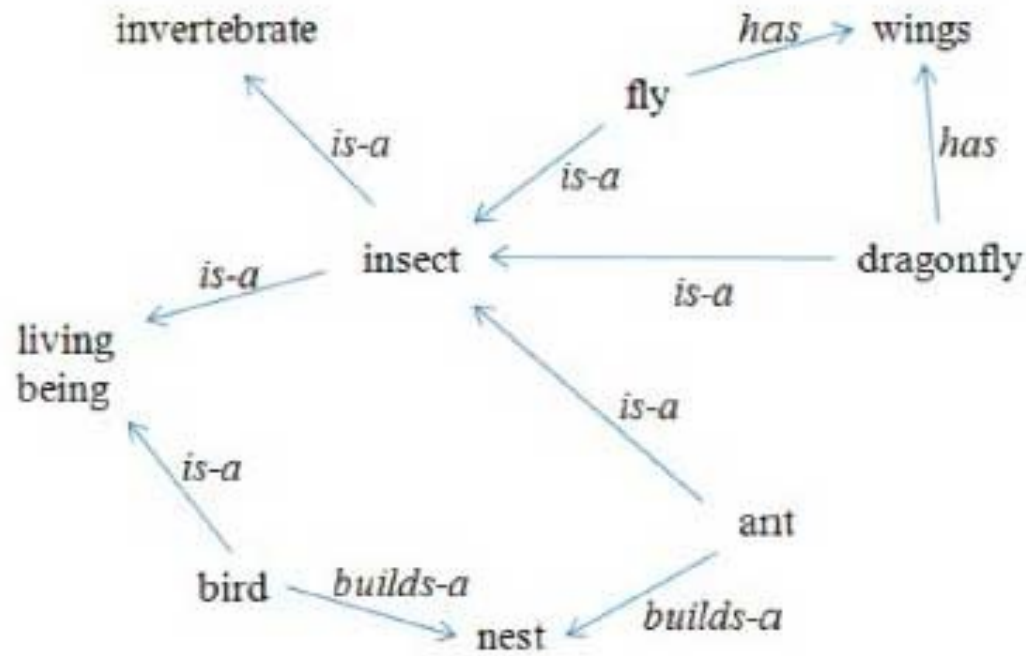 invertebrate
has
wings
fly
is-a
is-a
has
insect
dragonfly
is-a
is-a
living
being
is-a
is-a
ant
bird
builds-a
builds-a
nest